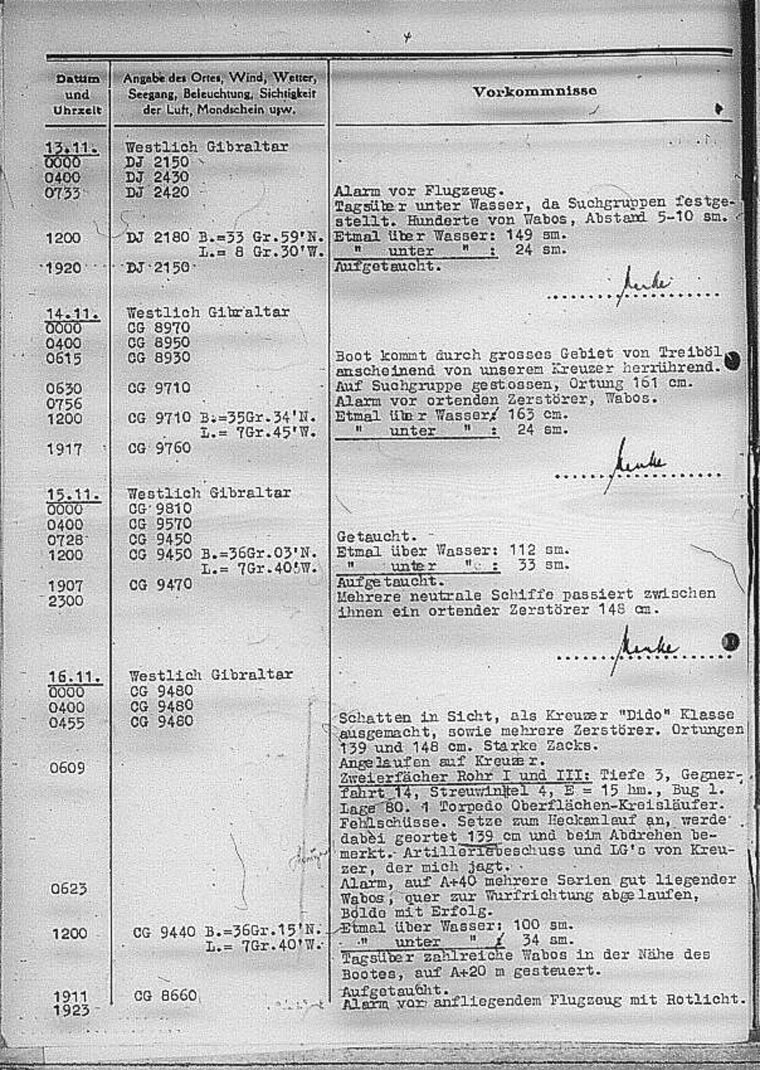 4
Datum und Uhrzeit
Angabe des Ortes, Wind, Wetter, Seegang, Beleuchtung, Sichtigkeit der Luft, Mondschein usw.
Vorkommnisse
13.11. Westlich Gibraltar
0000 DJ 2150
0400 DJ 2430
0733 DJ 2420 Alarm vor Flugzeug.
Tagsüber unter Wasser, da Suchgruppen festge-
stellt. Hunderte von Wabos, Abstand 5-10 sm.
1200 DJ 2180 B.=33 Gr.59'N. Etmal über Wasser: 149 sm.
L.= 8 Gr.30'W. " unter " : 24 sm.
1920 DJ 2150 Aufgetaucht.
14.11. Westlich Gibraltar
0000 CG 8970
0400 CG 8950
0615 CG 8930 Boot kommt durch grosses Gebiet von Treiböl
anscheinend von unserem Kreuzer herrührend.
0630 CG 9710 Auf Suchgruppe gestossen, Ortung 161 cm.
0756 Alarm vor ortenden Zerstörer, Wabos.
1200 CG 9710 B.=35Gr.34'N. Etmal über Wasser: 163 cm.
L.= 7Gr.45'W. " unter " : 24 sm.
1917 CG 9760
15.11. Westlich Gibraltar
0000 CG 9810
0400 CG 9570
0728 CG 9450 Getaucht.
1200 CG 9450 B.=36Gr.03'N. Etmal über Wasser: 112 sm.
L.= 7Gr.40'W. " unter " : 33 sm.
1907 CG 9470 Aufgetaucht.
2300 Mehrere neutrale Schiffe passiert zwischen
ihnen ein ortender Zerstörer 148 cm.
16.11. Westlich Gibraltar
0000 CG 9480
0400 CG 9480
0455 CG 9480 Schatten in Sicht, als Kreuzer "Dido" Klasse
ausgemacht, sowie mehrere Zerstörer. Ortungen
139 und 148 cm. Starke Zacks.
0609 Angelaufen auf Kreuzer.
Zweierfächer Rohr I und III: Tiefe 3, Gegner-
fahrt 14, Streuwinkel 4, E = 15 hm., Bug 1.
Lage 80. 1 Torpedo Oberflächen-Kreisläufer.
Fehlschüsse. Setze zum Heckanlauf an, werde
dabei geortet 139 cm und beim Abdrehen be-
merkt. Artilleriebeschuss und LG's von Kreu-
zer, der mich jagt.
0623 Alarm, auf A+40 mehrere Serien gut liegender
Wabos, quer zur Wurfrichtung abgelaufen,
Bolde mit Erfolg.
1200 CG 9440 B.=36Gr.15'N. Etmal über Wasser: 100 sm.
L.= 7Gr.40'W. " unter " : 34 sm.
Tagsüber zahlreiche Wabos in der Nähe des
Bootes, auf A+20 m gesteuert.
1911 CG 8660 Aufgetaucht.
1923 Alarm vor anfliegendem Flugzeug mit Rotlicht.